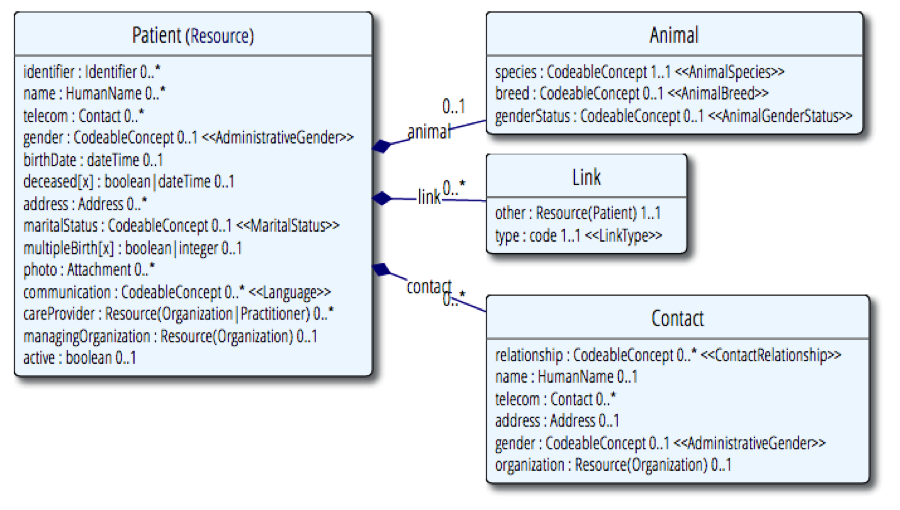 Patient (Resource)
identifier : Identifier 0..*
name : HumanName 0..*
telecom : Contact 0..*
gender : CodeableConcept 0..1 <<AdministrativeGender>>
birthDate : dateTime 0..1
deceased[x] : boolean|dateTime 0..1
address : Address 0..*
maritalStatus : CodeableConcept 0..1 <<MaritalStatus>>
multipleBirth[x] : boolean|integer 0..1
photo : Attachment 0..*
communication : CodeableConcept 0..* <<Language>>
careProvider : Resource(Organization|Practitioner) 0..*
managingOrganization : Resource(Organization) 0..1
active : boolean 0..1
0..1
animal
link
0..*
contact
0..*
Animal
species : CodeableConcept 1..1 <<AnimalSpecies>>
breed : CodeableConcept 0..1 <<AnimalBreed>>
genderStatus : CodeableConcept 0..1 <<AnimalGenderStatus>>
Link
other : Resource(Patient) 1..1
type : code 1..1 <<LinkType>>
Contact
relationship : CodeableConcept 0..* <<ContactRelationship>>
name : HumanName 0..1
telecom : Contact 0..*
address : Address 0..1
gender : CodeableConcept 0..1 <<AdministrativeGender>>
organization : Resource(Organization) 0..1